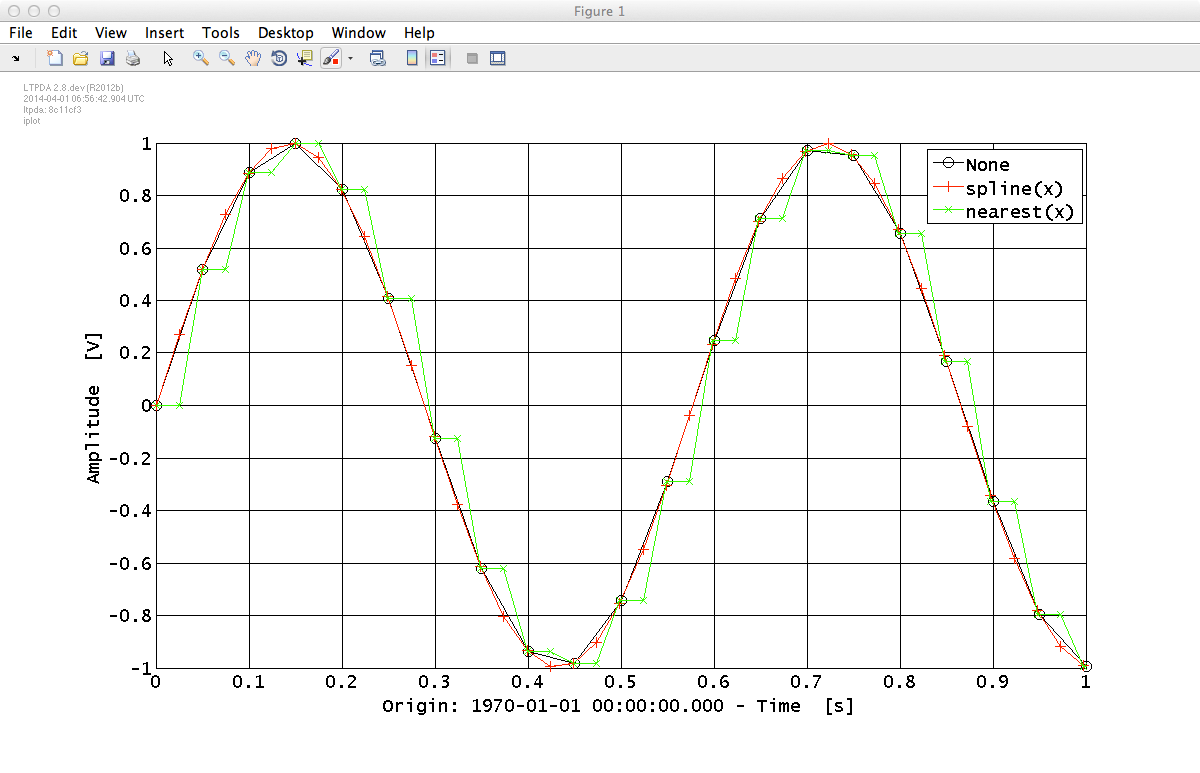 Figure 1
File Edit View Insert Tools Desktop Window Help
LTPDA 2.8.dev (R2012b)
2014-04-01 06:56:42.904 UTC
ltpda: 8c11cf3
iplot
None
spline(x)
nearest(x)
1
0.8
0.6
0.4
0.2
0
-0.2
-0.4
-0.6
-0.8
-1
Amplitude [V]
0 0.1 0.2 0.3 0.4 0.5 0.6 0.7 0.8 0.9 1
Origin: 1970-01-01 00:00:00.000 - Time [s]